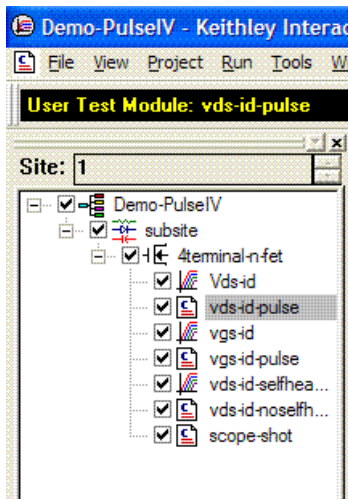 Demo-PulseIV - Keithley Interac
File View Project Run Tools W
User Test Module: vds-id-pulse
Site: 1
Demo-PulseIV
subsite
4terminal-n-fet
Vds-id
vds-id-pulse
vgs-id
vgs-id-pulse
vds-id-selfhea...
vds-id-noselfh...
scope-shot